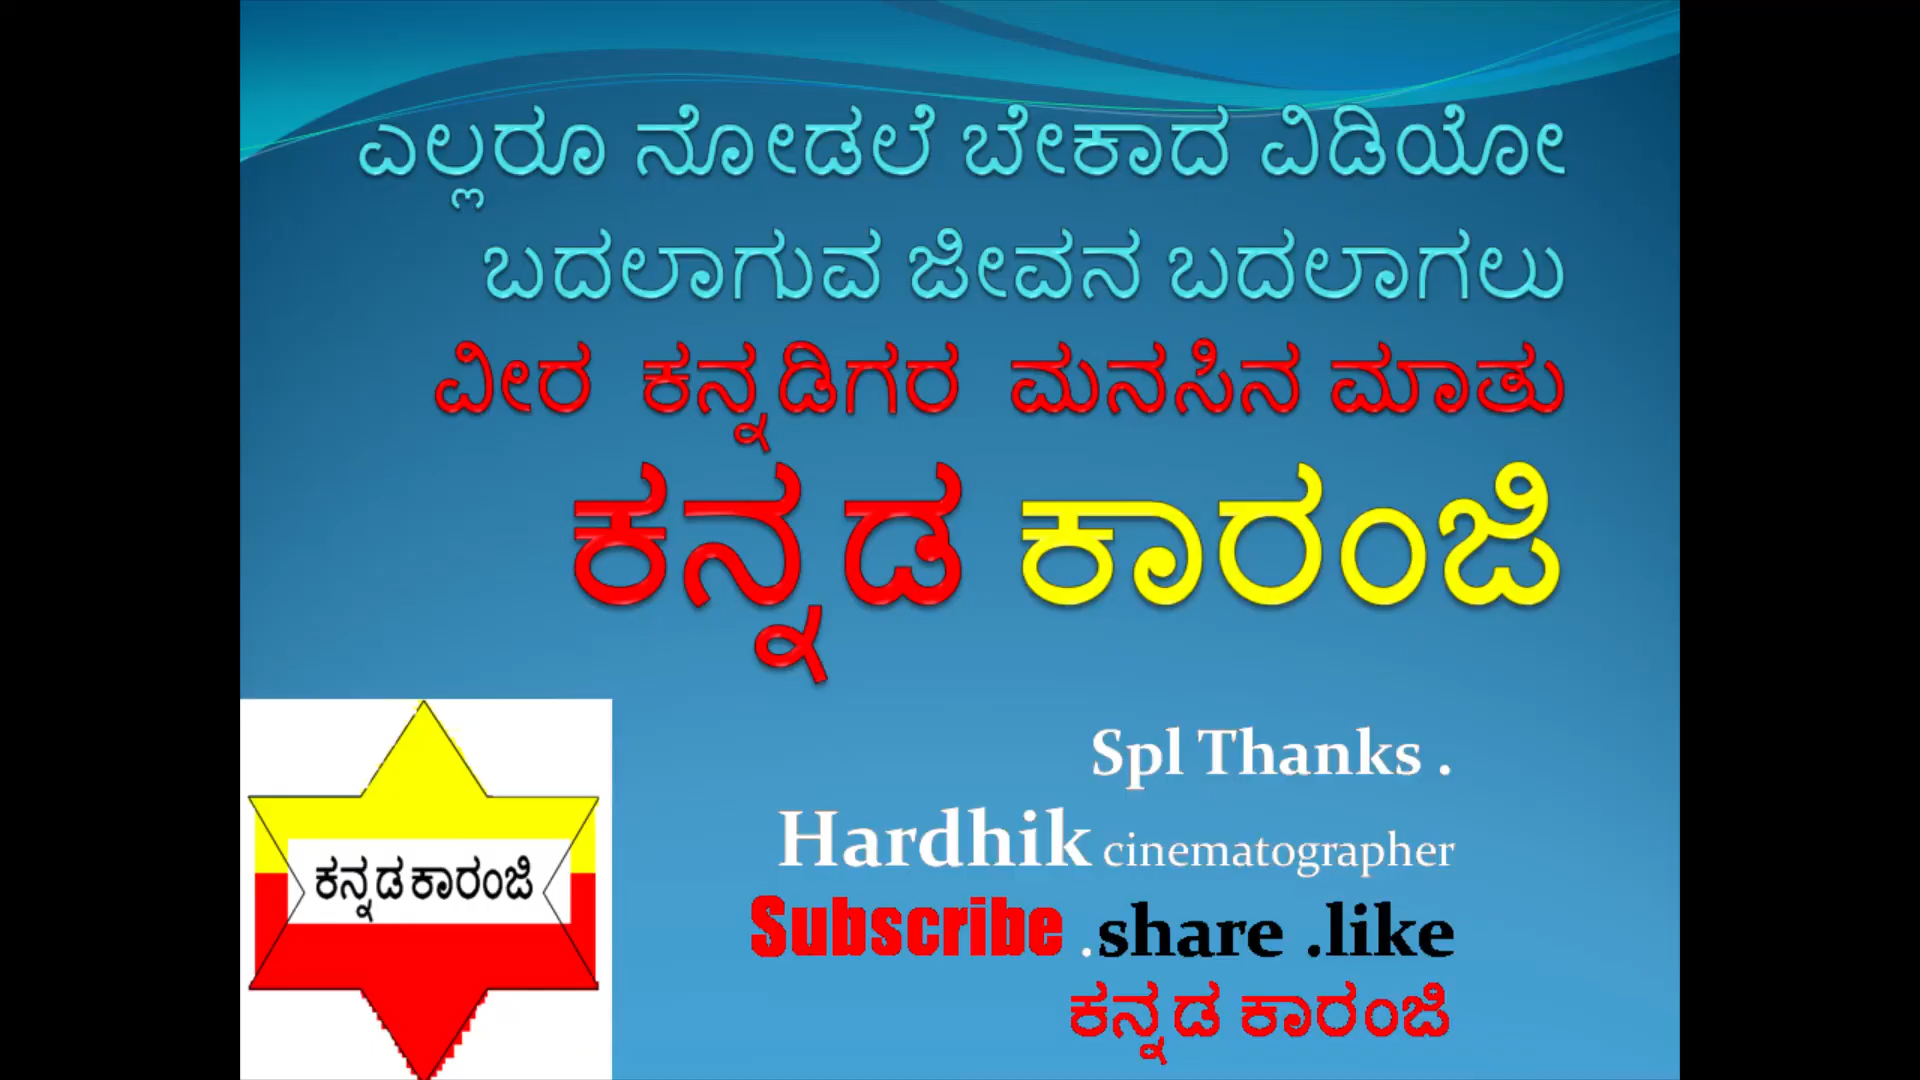 ಎಲ್ಲರೂ ನೋಡಲೆ ಬೇಕಾದ ವಿಡಿಯೋ
ಬದಲಾಗುವ ಜೀವನ ಬದಲಾಗಲು
ವೀರ ಕನ್ನಡಿಗರ ಮನಸಿನ ಮಾತು
ಕನ್ನಡ ಕಾರಂಜಿ
Spl Thanks .
Hardhik cinematographer
Subscribe .share .like
ಕನ್ನಡ ಕಾರಂಜಿ
ಕನ್ನಡ ಕಾರಂಜಿ